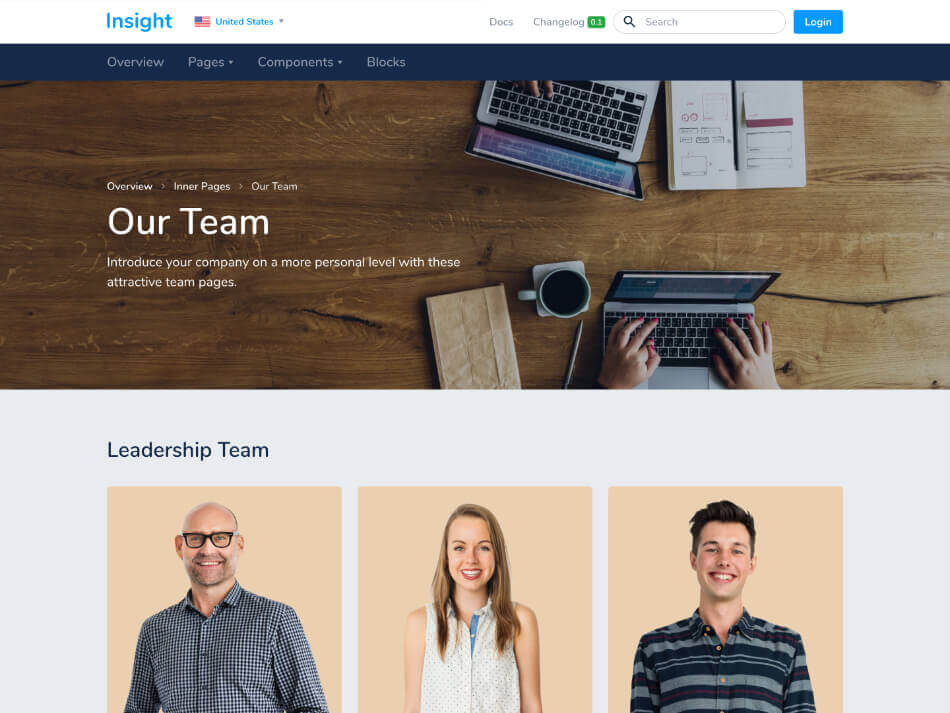 Insight
United States
Docs
Changelog 0.1
Search
Login
Overview
Pages
Components
Blocks
Overview > Inner Pages > Our Team
Our Team
Introduce your company on a more personal level with these
attractive team pages.
Leadership Team